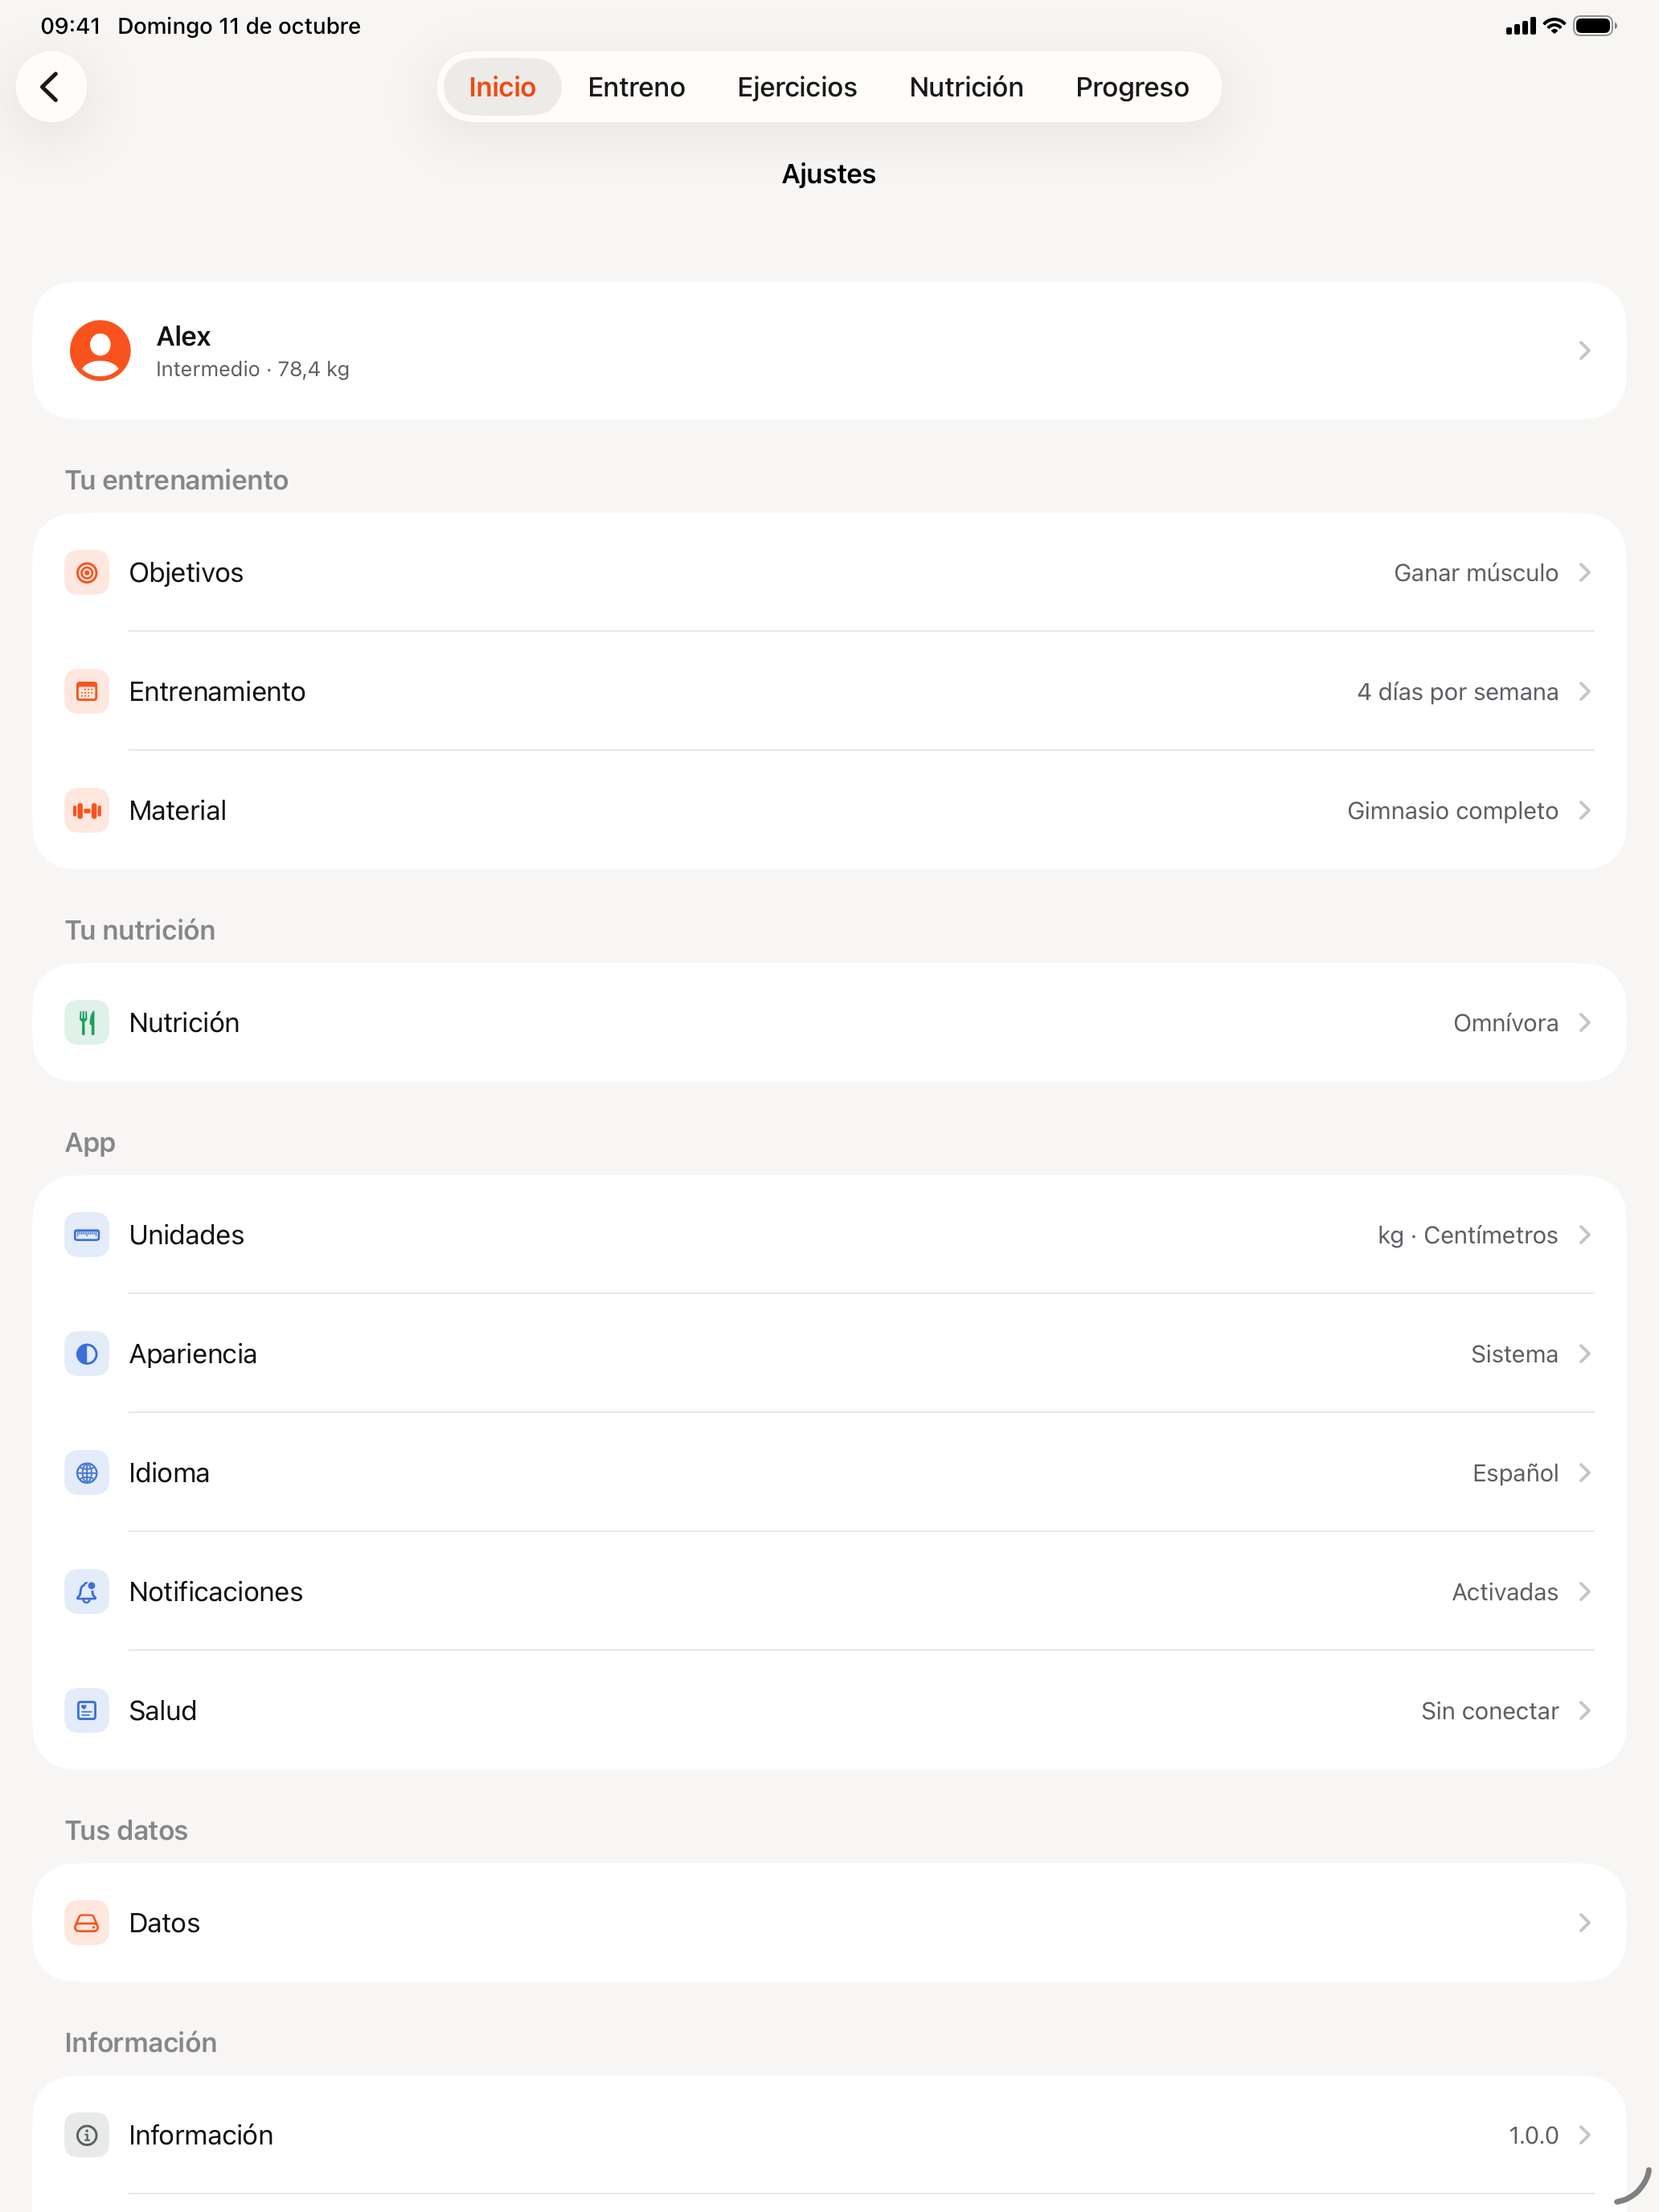 09:41 Domingo 11 de octubre
Inicio Entreno Ejercicios Nutrición Progreso
Ajustes
Alex
Intermedio · 78,4 kg
Tu entrenamiento
Objetivos Ganar músculo
Entrenamiento 4 días por semana
Material Gimnasio completo
Tu nutrición
Nutrición Omnívora
App
Unidades kg · Centímetros
Apariencia Sistema
Idioma Español
Notificaciones Activadas
Salud Sin conectar
Tus datos
Datos
Información
Información 1.0.0